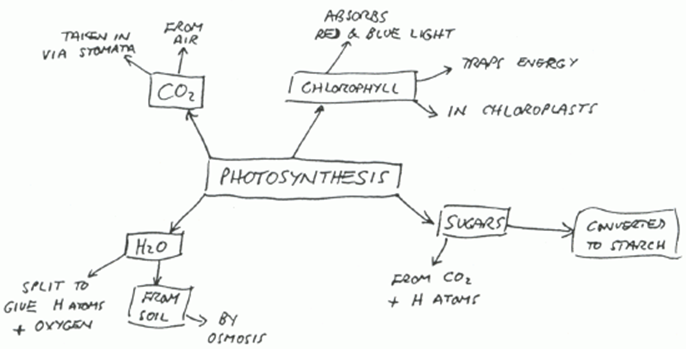 TAKEN IN
VIA STOMATA
FROM
AIR
CO₂
ABSORBS
RED & BLUE LIGHT
CHLOROPHYLL
TRAPS ENERGY
IN CHLOROPLASTS
PHOTOSYNTHESIS
H2O
SPLIT TO
GIVE H ATOMS
+ OXYGEN
FROM
SOIL
BY
OSMOSIS
SUGARS
FROM CO₂
+ H ATOMS
CONVERTED
TO STARCH